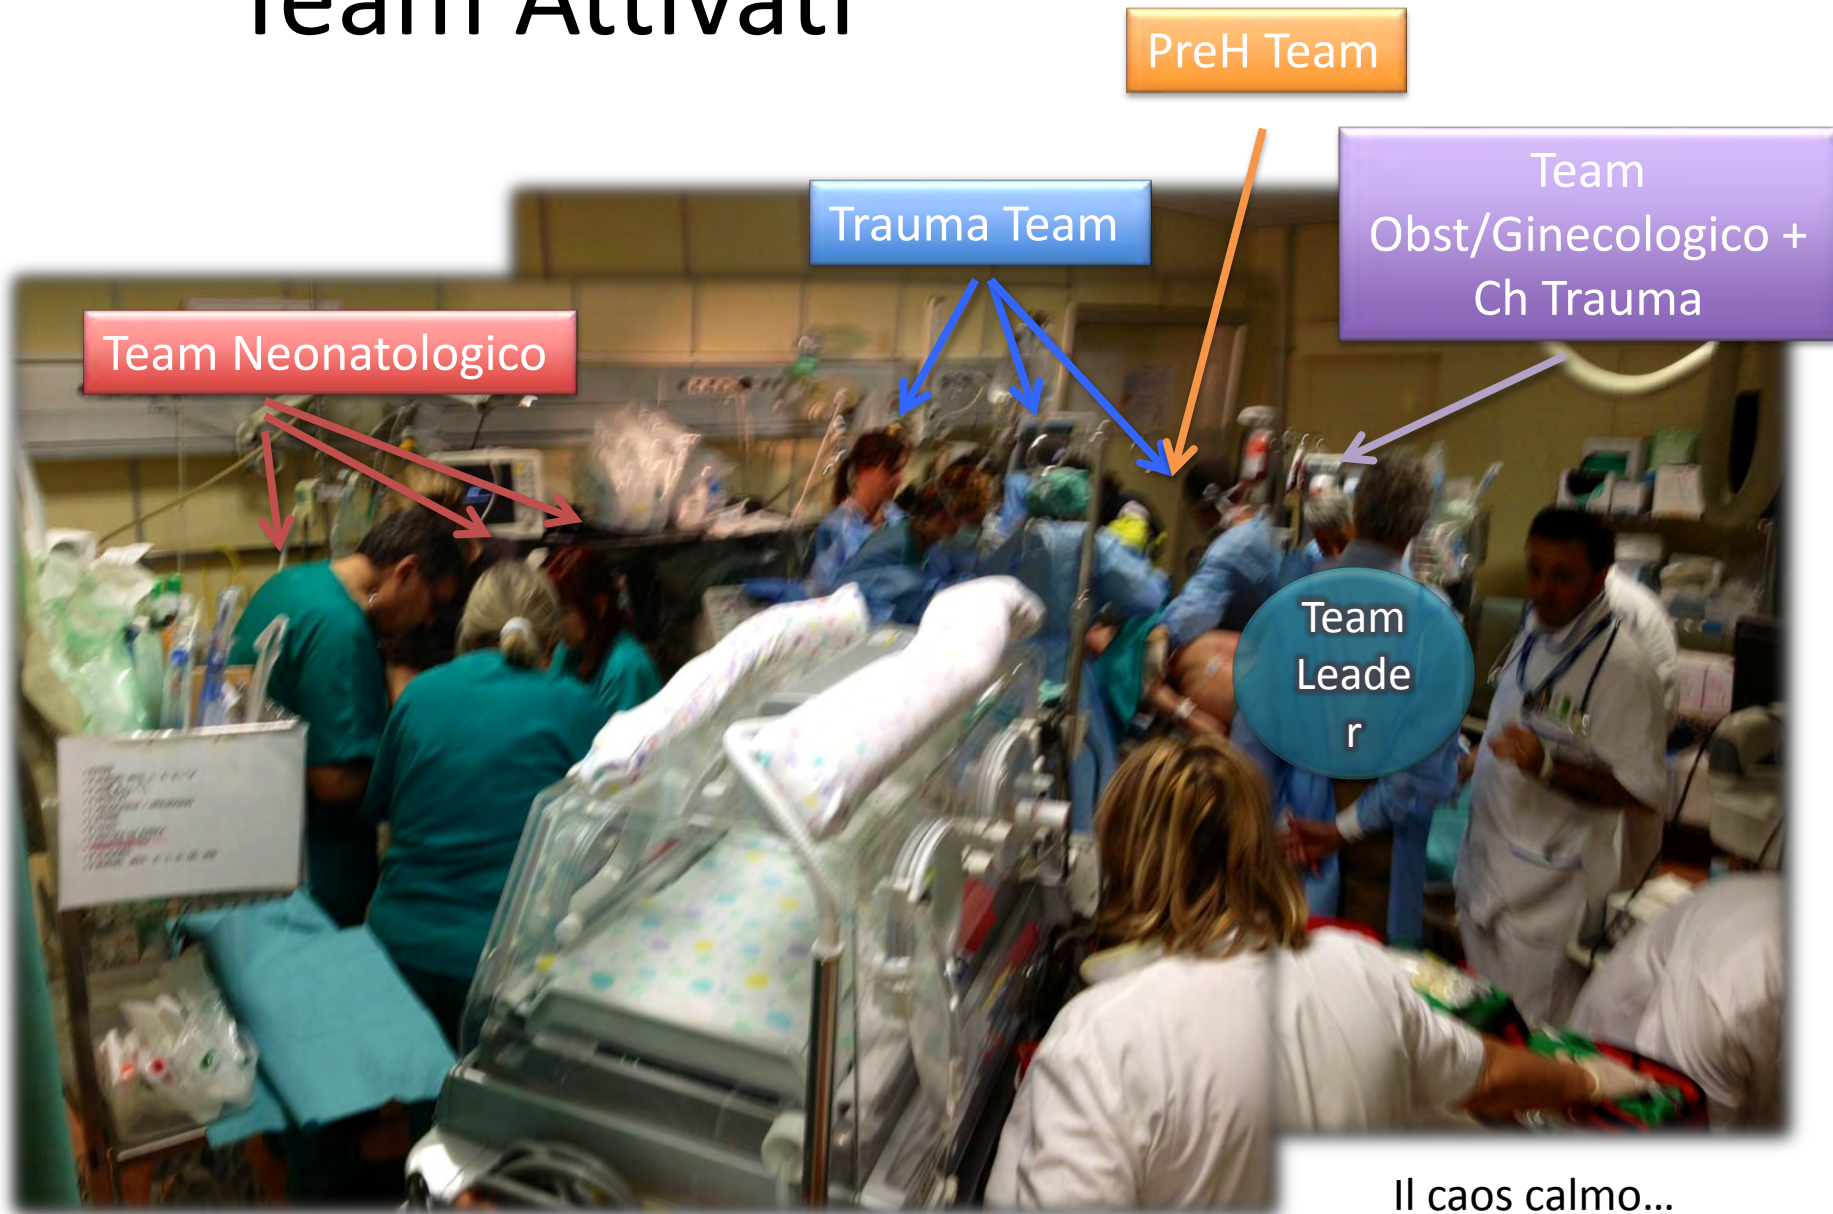 Team Attivati
PreH Team
Team
Obst/Ginecologico +
Ch Trauma
Trauma Team
Team Neonatologico
Team
Leade
r
Il caos calmo...